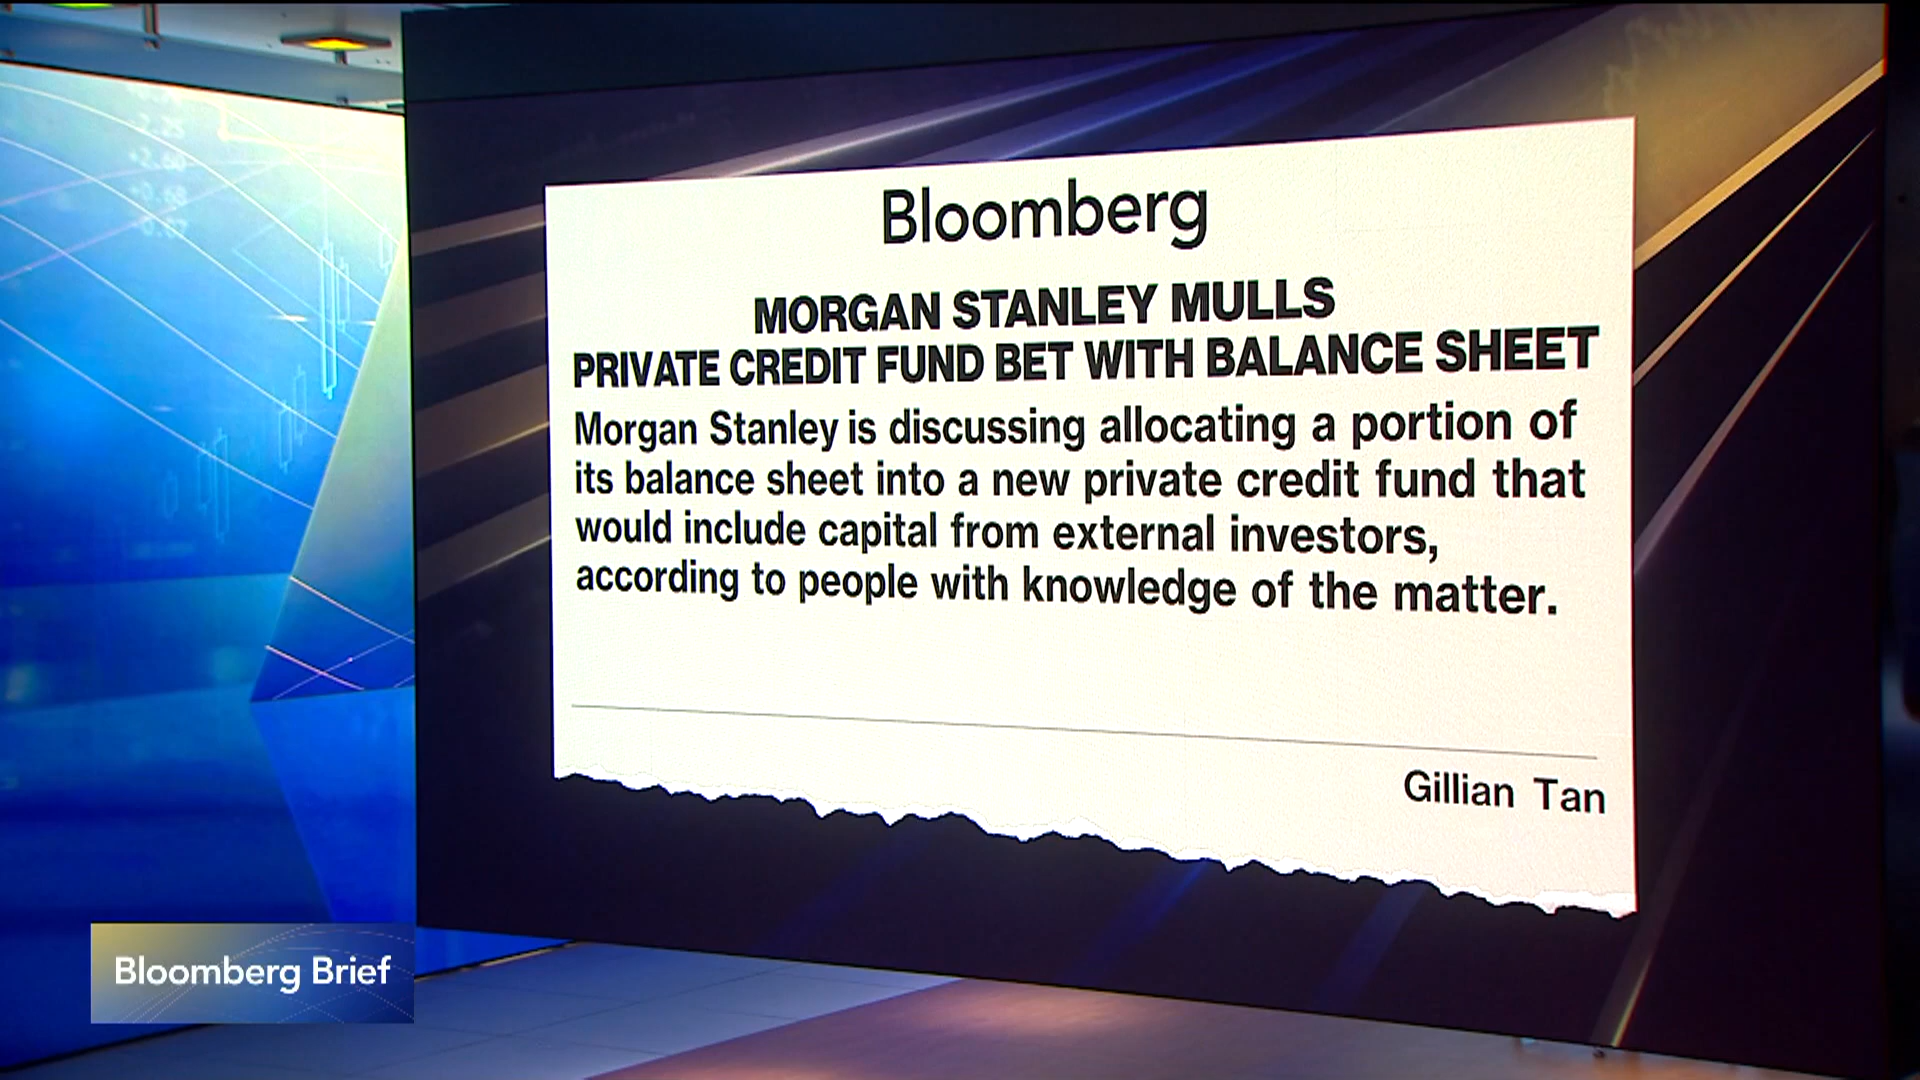 Bloomberg
MORGAN STANLEY MULLS
PRIVATE CREDIT FUND BET WITH BALANCE SHEET
Morgan Stanley is discussing allocating a portion of
its balance sheet into a new private credit fund that
would include capital from external investors,
according to people with knowledge of the matter.
Gillian Tan
Bloomberg Brief